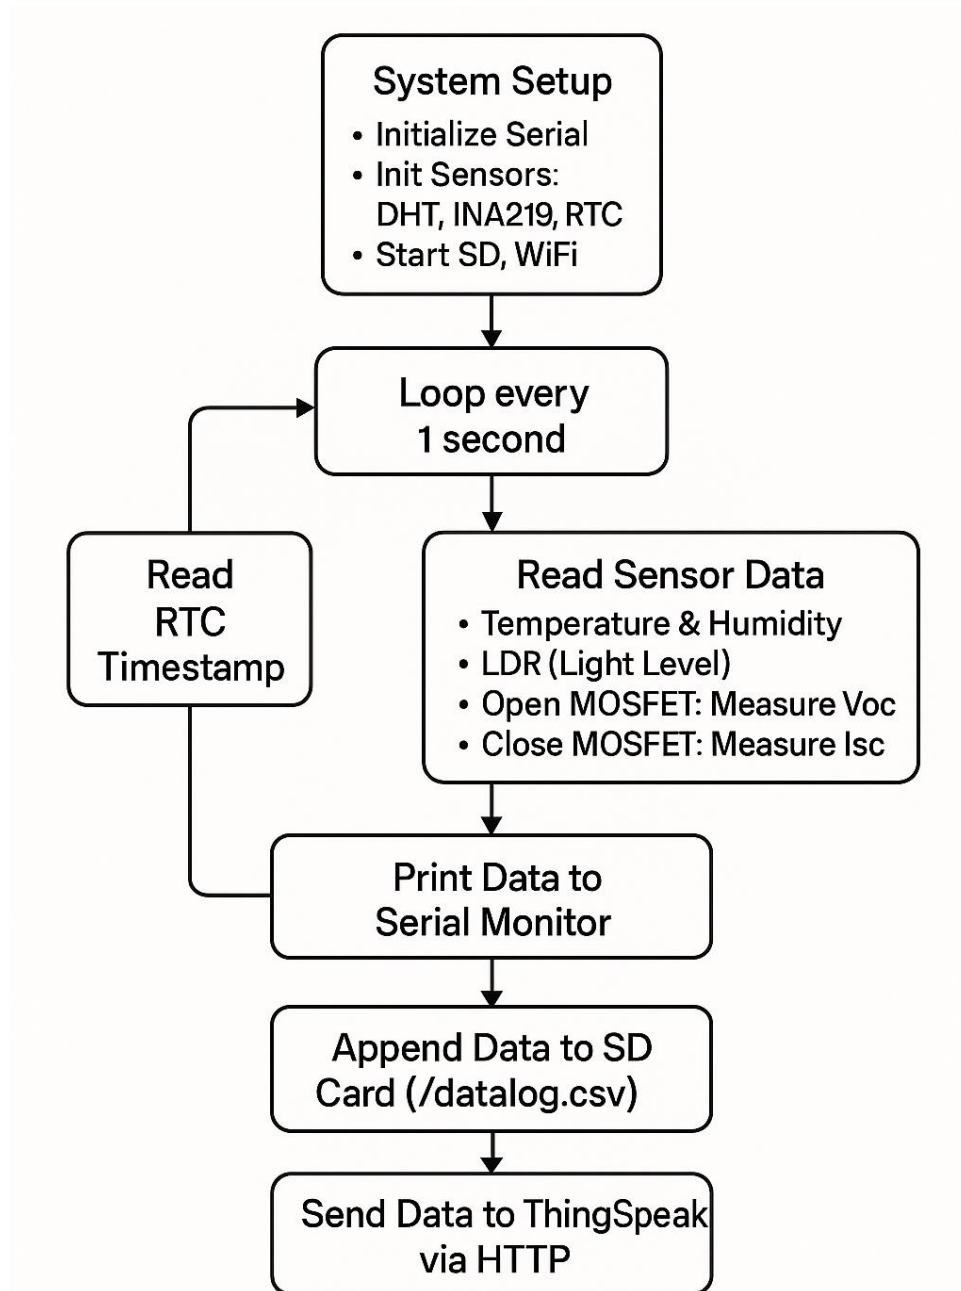 System Setup
• Initialize Serial
• Init Sensors:
DHT, INA219, RTC
• Start SD, WiFi
Loop every
1 second
Read
RTC
Timestamp
Read Sensor Data
• Temperature & Humidity
• LDR (Light Level)
• Open MOSFET: Measure Voc
• Close MOSFET: Measure Isc
Print Data to
Serial Monitor
Append Data to SD
Card (/datalog.csv)
Send Data to ThingSpeak
via HTTP